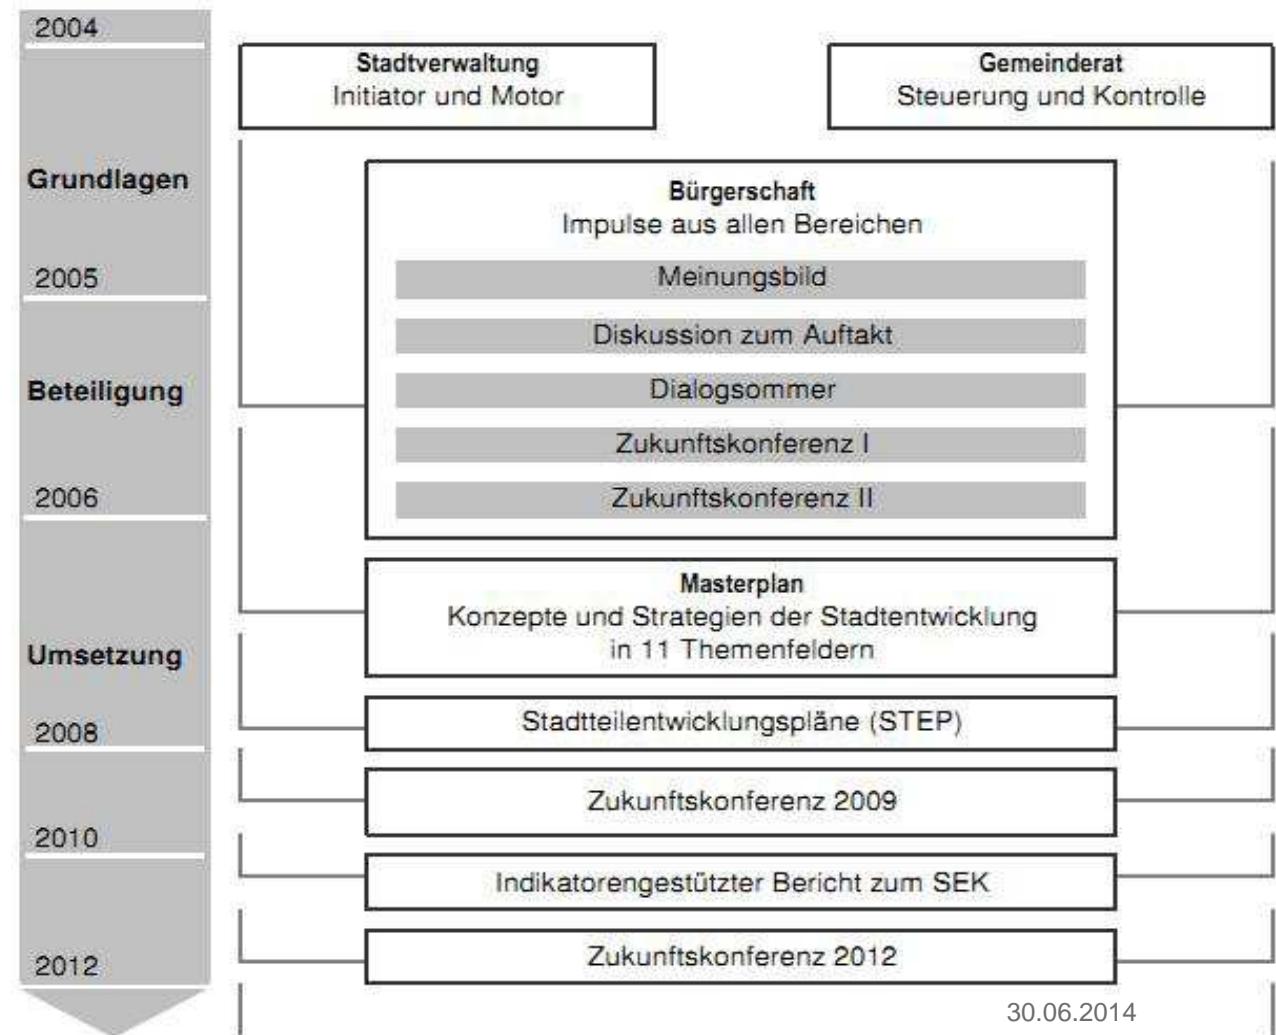 2004
Stadtverwaltung
Initiator und Motor
Gemeinderat
Steuerung und Kontrolle
Grundlagen
Bürgerschaft
Impulse aus allen Bereichen
2005
Meinungsbild
Diskussion zum Auftakt
Beteiligung
Dialogsommer
Zukunftskonferenz I
2006
Zukunftskonferenz II
Masterplan
Konzepte und Strategien der Stadtentwicklung
in 11 Themenfeldern
Umsetzung
2008
Stadtteilentwicklungspläne (STEP)
Zukunftskonferenz 2009
2010
Indikatorengestützter Bericht zum SEK
2012
Zukunftskonferenz 2012
30.06.2014